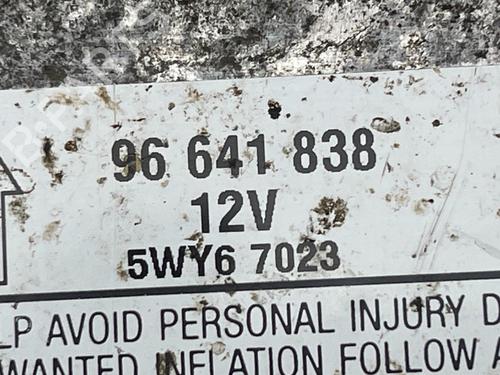 96 641 838
12V
5WY6 7023
LP AVOID PERSONAL INJURY D
WANTED INFLATION FOLLOW A